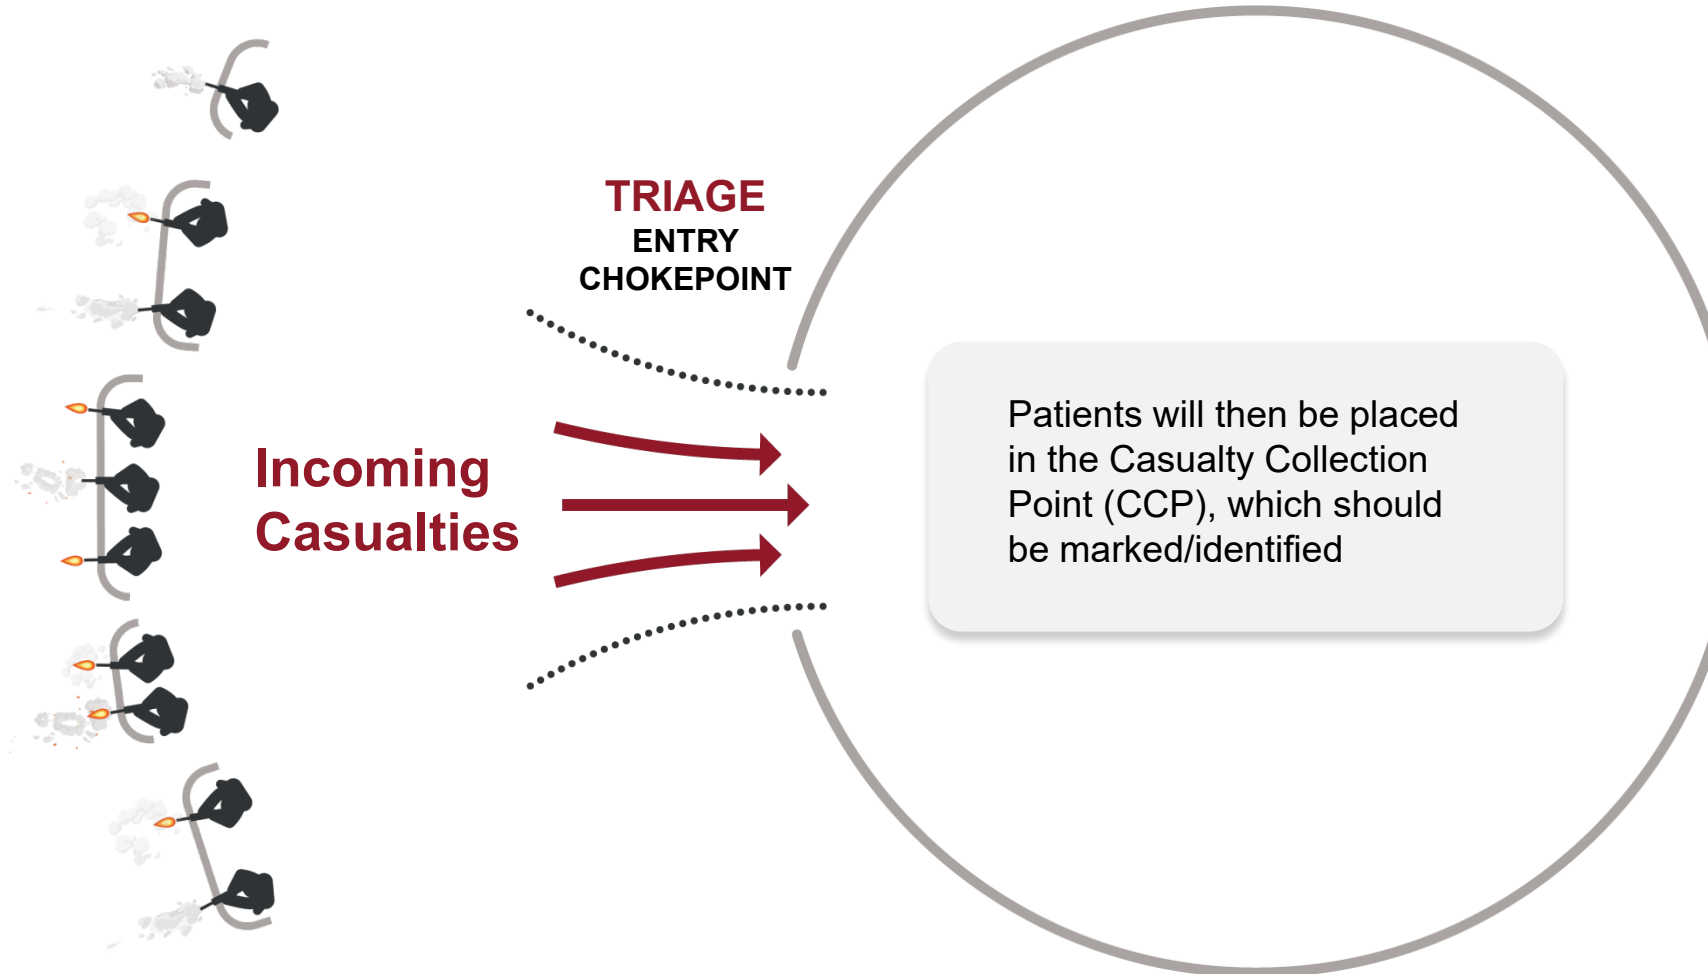 TRIAGE
ENTRY
CHOKEPOINT
Incoming
Casualties
Patients will then be placed
in the Casualty Collection
Point (CCP), which should
be marked/identified